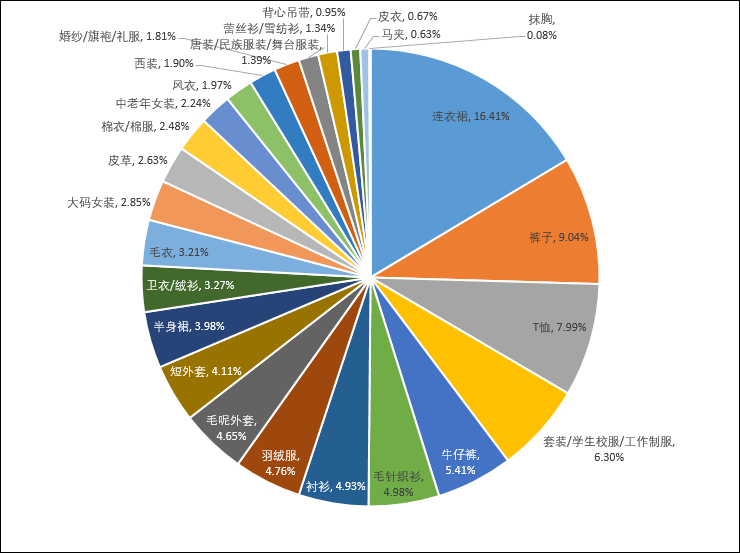 背心吊带, 0.95%
皮衣, 0.67%
抹胸,
0.08%
蕾丝衫/雪纺衫, 1.34%
马夹, 0.63%
婚纱/旗袍/礼服, 1.81%
唐装/民族服装/舞台服装,
1.39%
西装, 1.90%
风衣, 1.97%
中老年女装, 2.24%
棉衣/棉服, 2.48%
皮草, 2.63%
大码女装, 2.85%
毛衣, 3.21%
卫衣/绒衫, 3.27%
半身裙, 3.98%
短外套, 4.11%
毛呢外套,
4.65%
羽绒服,
4.76%
衬衫, 4.93%
毛针织衫,
4.98%
牛仔裤,
5.41%
套装/学生校服/工作制服,
6.30%
T恤, 7.99%
裤子, 9.04%
连衣裙, 16.41%